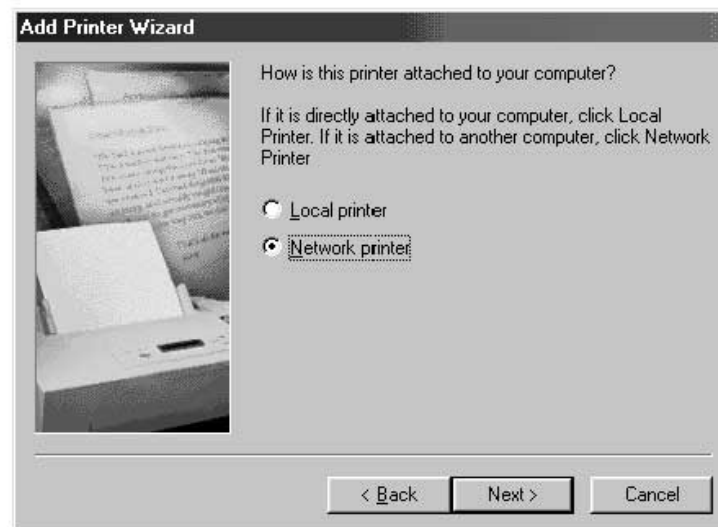 Add Printer Wizard
How is this printer attached to your computer?
If it is directly attached to your computer, click Local
Printer. If it is attached to another computer, click Network
Printer
Local printer
Network printer
< Back Next > Cancel